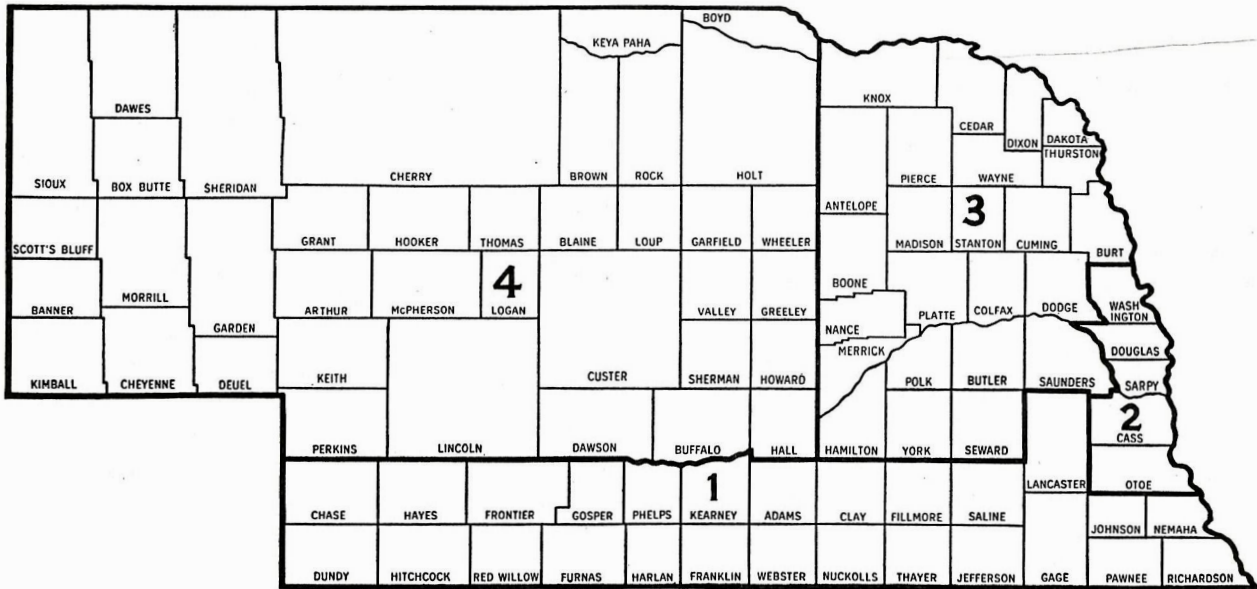 BOYD
KEYA PAHA
KNOX
DAWES
CEDAR
DIXON
DAKOTA
THURSTON
SIOUX
BOX BUTTE
SHERIDAN
CHERRY
BROWN
ROCK
HOLT
PIERCE
WAYNE
ANTELOPE
3
SCOTT'S BLUFF
GRANT
HOOKER
THOMAS
BLAINE
LOUP
GARFIELD
WHEELER
MADISON
STANTON
CUMING
BURT
4
BANNER
MORRILL
ARTHUR
McPHERSON
LOGAN
VALLEY
GREELEY
BOONE
NANCE
PLATTE
COLFAX
DODGE
WASH
INGTON
GARDEN
MERRICK
DOUGLAS
KIMBALL
CHEYENNE
DEUEL
KEITH
CUSTER
SHERMAN
HOWARD
POLK
BUTLER
SAUNDERS
SARPY
2
CASS
PERKINS
LINCOLN
DAWSON
BUFFALO
HALL
HAMILTON
YORK
SEWARD
LANCASTER
OTOE
1
CHASE
HAYES
FRONTIER
GOSPER
PHELPS
KEARNEY
ADAMS
CLAY
FILLMORE
SALINE
JOHNSON
NEMAHA
DUNDY
HITCHCOCK
RED WILLOW
FURNAS
HARLAN
FRANKLIN
WEBSTER
NUCKOLLS
THAYER
JEFFERSON
GAGE
PAWNEE
RICHARDSON